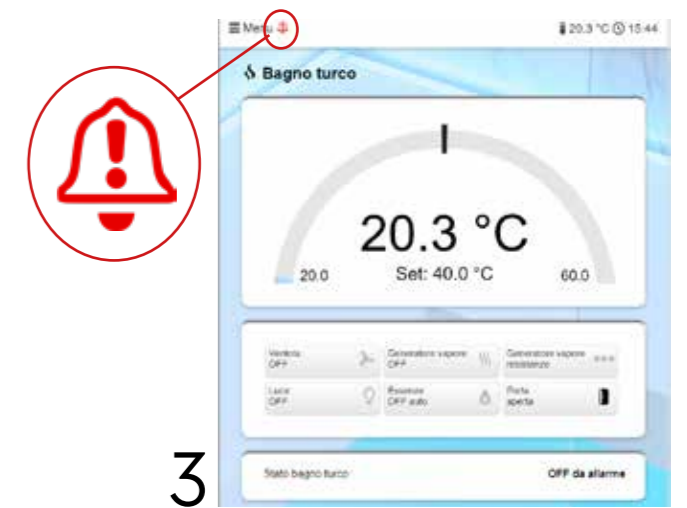 Menu 20.3 °C 15:44
Bagno turco
20.3 °C
20.0 Set: 40.0 °C 60.0
Ventola Generatore vapore Generatore vapore
OFF OFF resistenze
Luce Essenze Porta
OFF OFF auto aperta
3
Stato bagno turco OFF da allarme